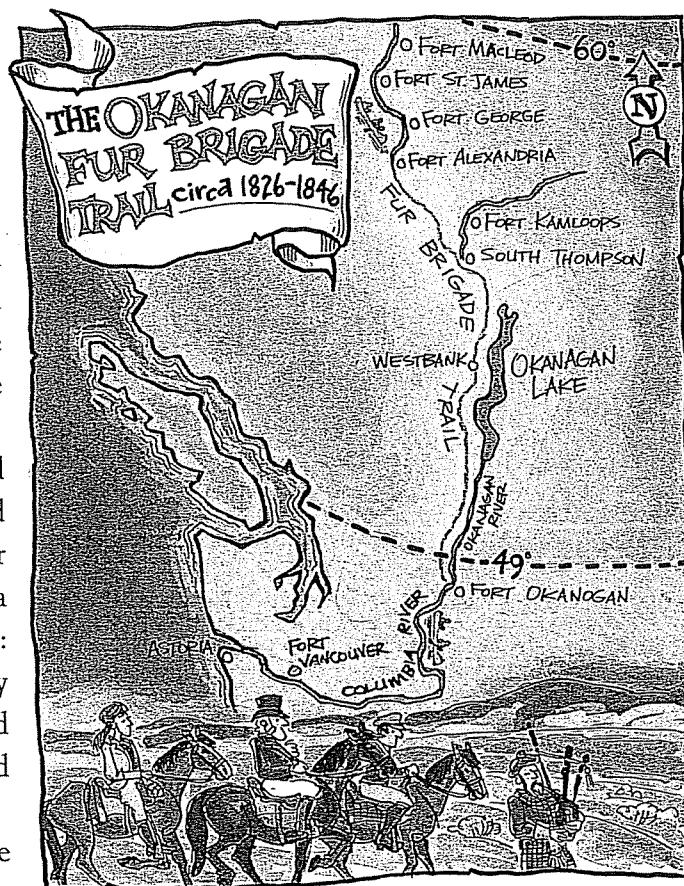 THE OKANAGAN
FUR BRIGADE
TRAIL circa 1826-1846
60°
N
FORT MACLEOD
FORT ST. JAMES
FORT GEORGE
FORT ALEXANDRIA
FUR BRIGADE TRAIL
FORT KAMLOOPS
SOUTH THOMPSON
WESTBANK
OKANAGAN
LAKE
OKANAGAN RIVER
49°
FORT OKANOGAN
COLUMBIA RIVER
FORT
VANCOUVER
ASTORIA
e
d
d
r
a
:
y
d
d
e